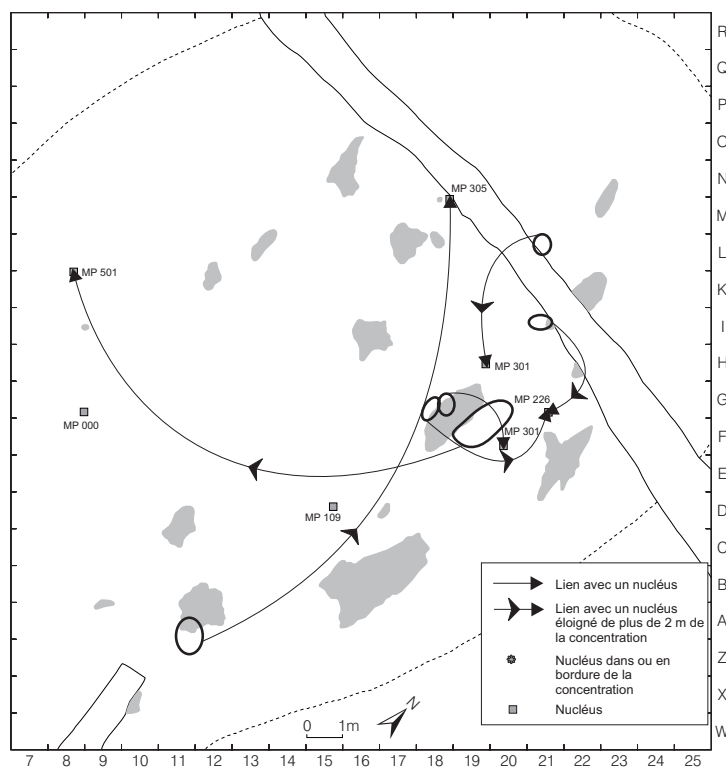 R
Q
P
O
N
MP 305
M
L
MP 501
K
I
MP 301
H
MP 226
G
MP 000
MP 301
F
E
MP 109
D
C
B
A
Z
X
W
Lien avec un nucléus
Lien avec un nucléus
éloigné de plus de 2 m de
la concentration
Nucléus dans ou en
bordure de la
concentration
Nucléus
N
0 1m
7 8 9 10 11 12 13 14 15 16 17 18 19 20 21 22 23 24 25